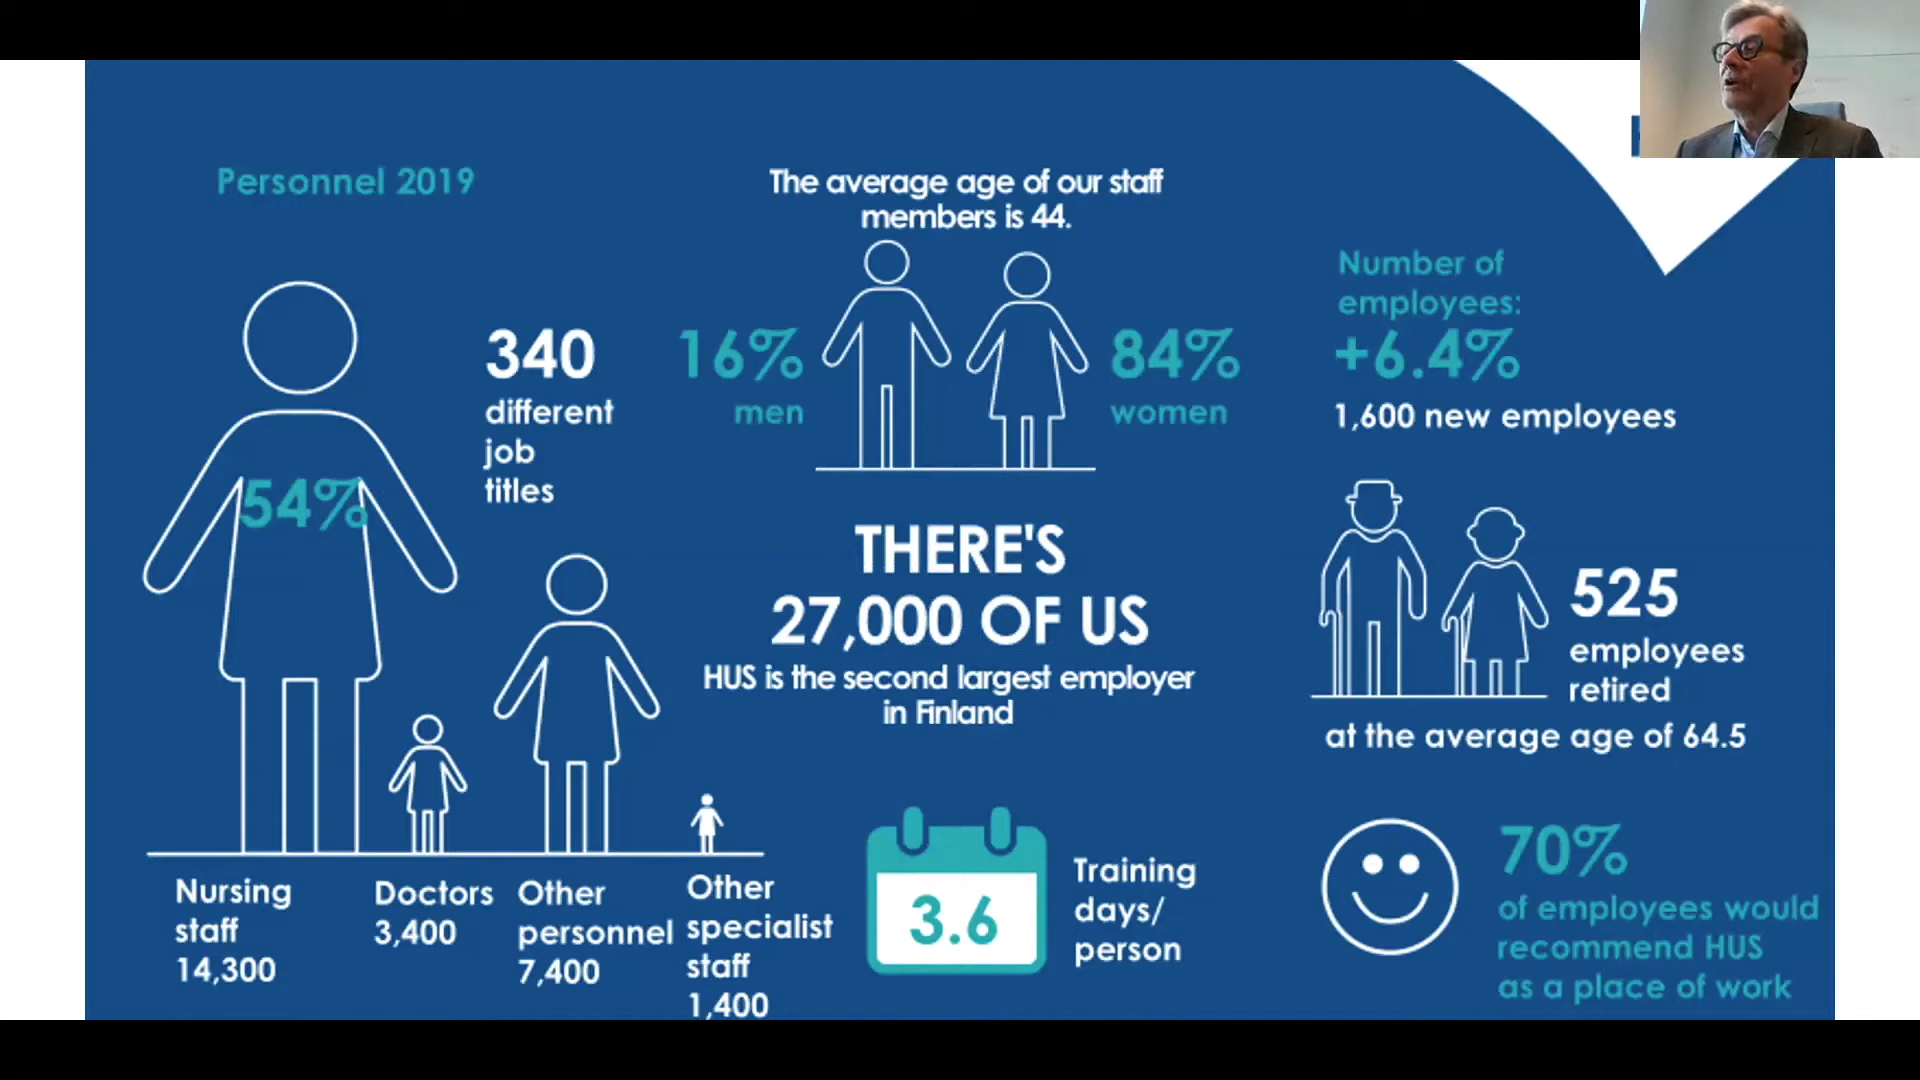 Personnel 2019
The average age of our staff
members is 44.
54%
340
different
job
titles
16%
men
84%
women
Number of
employees:
+6.4%
1,600 new employees
THERE'S
27,000 OF US
HUS is the second largest employer
in Finland
525
employees
retired
at the average age of 64.5
Nursing
staff
14,300
Doctors
3,400
Other
personnel
7,400
Other
specialist
staff
1,400
3.6
Training
days/
person
70%
of employees would
recommend HUS
as a place of work